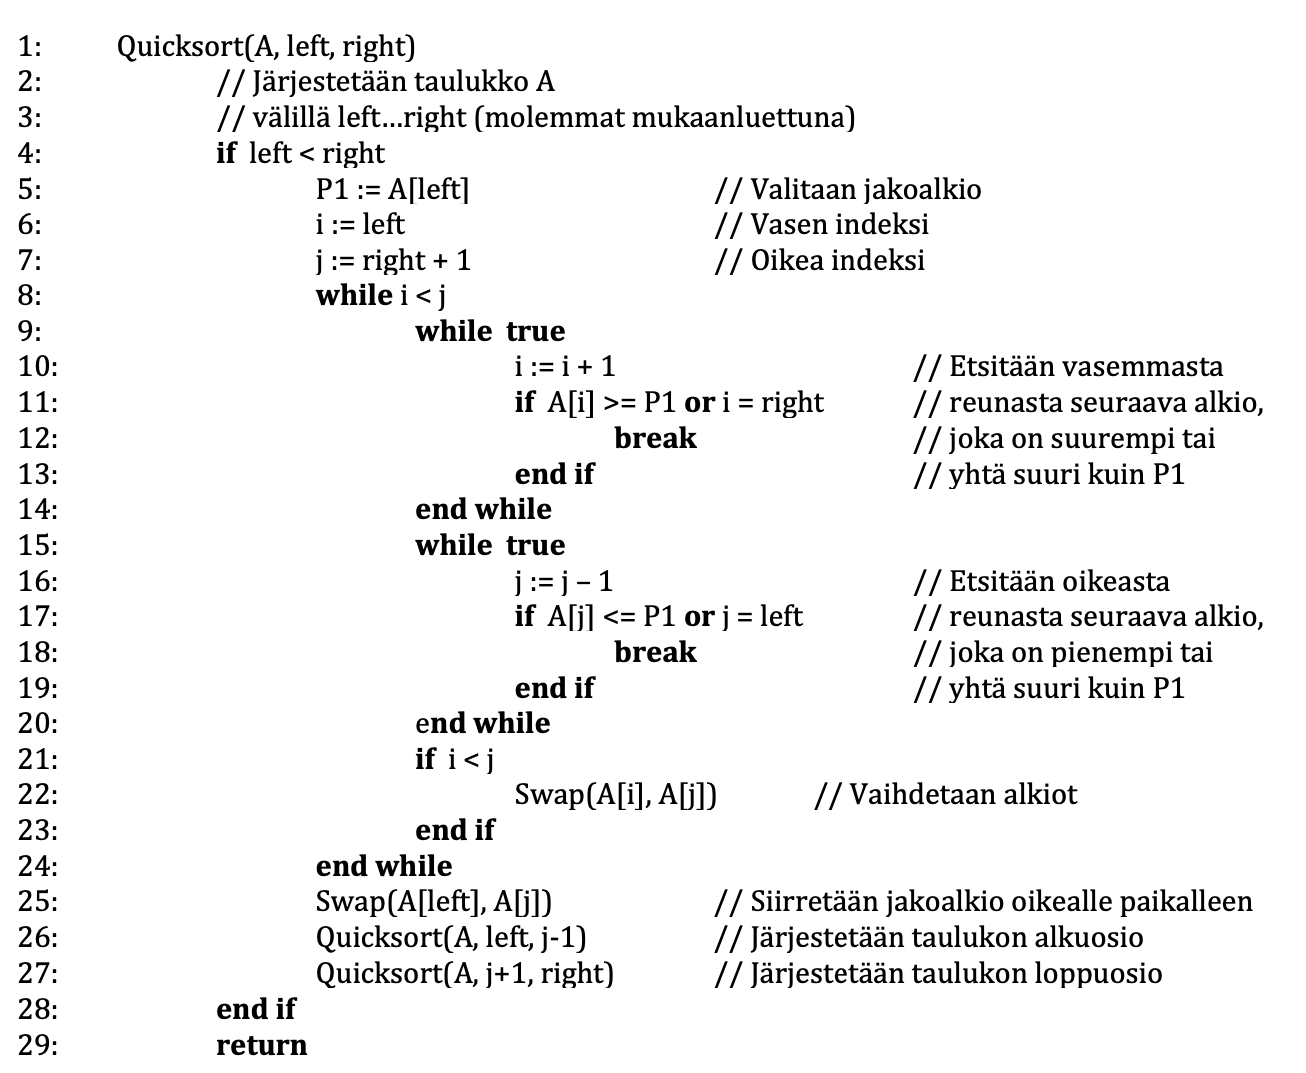 1: Quicksort(A, left, right)
2: // Järjestetään taulukko A
3: // välillä left...right (molemmat mukaanluettuna)
4: if left < right
5: P1 := A[left] // Valitaan jakoalkio
6: i := left // Vasen indeksi
7: j := right + 1 // Oikea indeksi
8: while i < j
9: while true
10: i := i + 1 // Etsitään vasemmasta
11: if A[i] >= P1 or i = right // reunasta seuraava alkio,
12: break // joka on suurempi tai
13: end if // yhtä suuri kuin P1
14: end while
15: while true
16: j := j – 1 // Etsitään oikeasta
17: if A[j] <= P1 or j = left // reunasta seuraava alkio,
18: break // joka on pienempi tai
19: end if // yhtä suuri kuin P1
20: end while
21: if i < j
22: Swap(A[i], A[j]) // Vaihdetaan alkiot
23: end if
24: end while
25: Swap(A[left], A[j]) // Siirretään jakoalkio oikealle paikalleen
26: Quicksort(A, left, j-1) // Järjestetään taulukon alkuosio
27: Quicksort(A, j+1, right) // Järjestetään taulukon loppuosio
28: end if
29: return